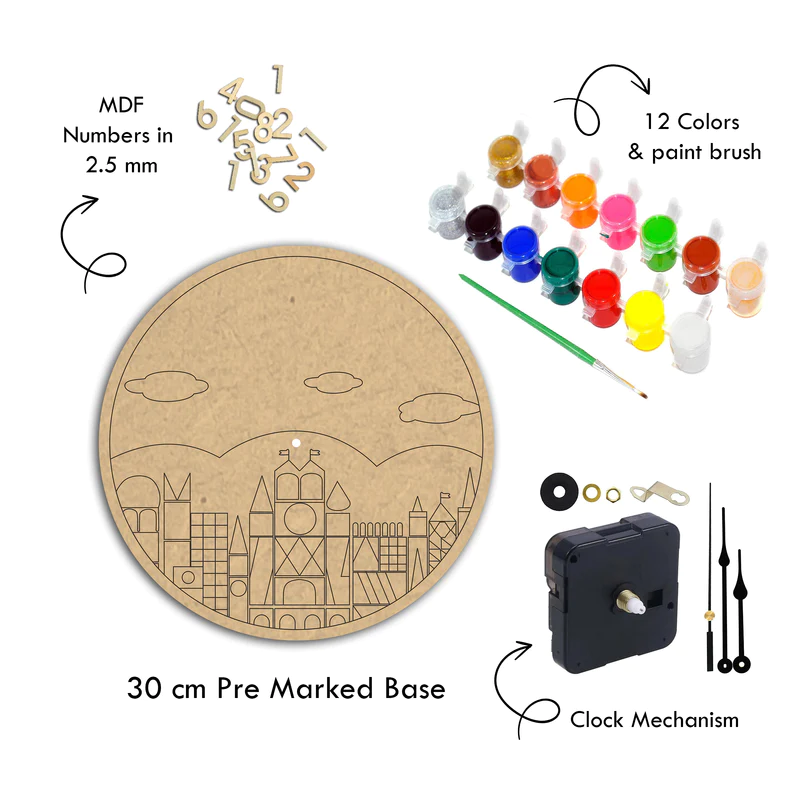 MDF
Numbers in
2.5 mm
12 Colors
& paint brush
30 cm Pre Marked Base
Clock Mechanism